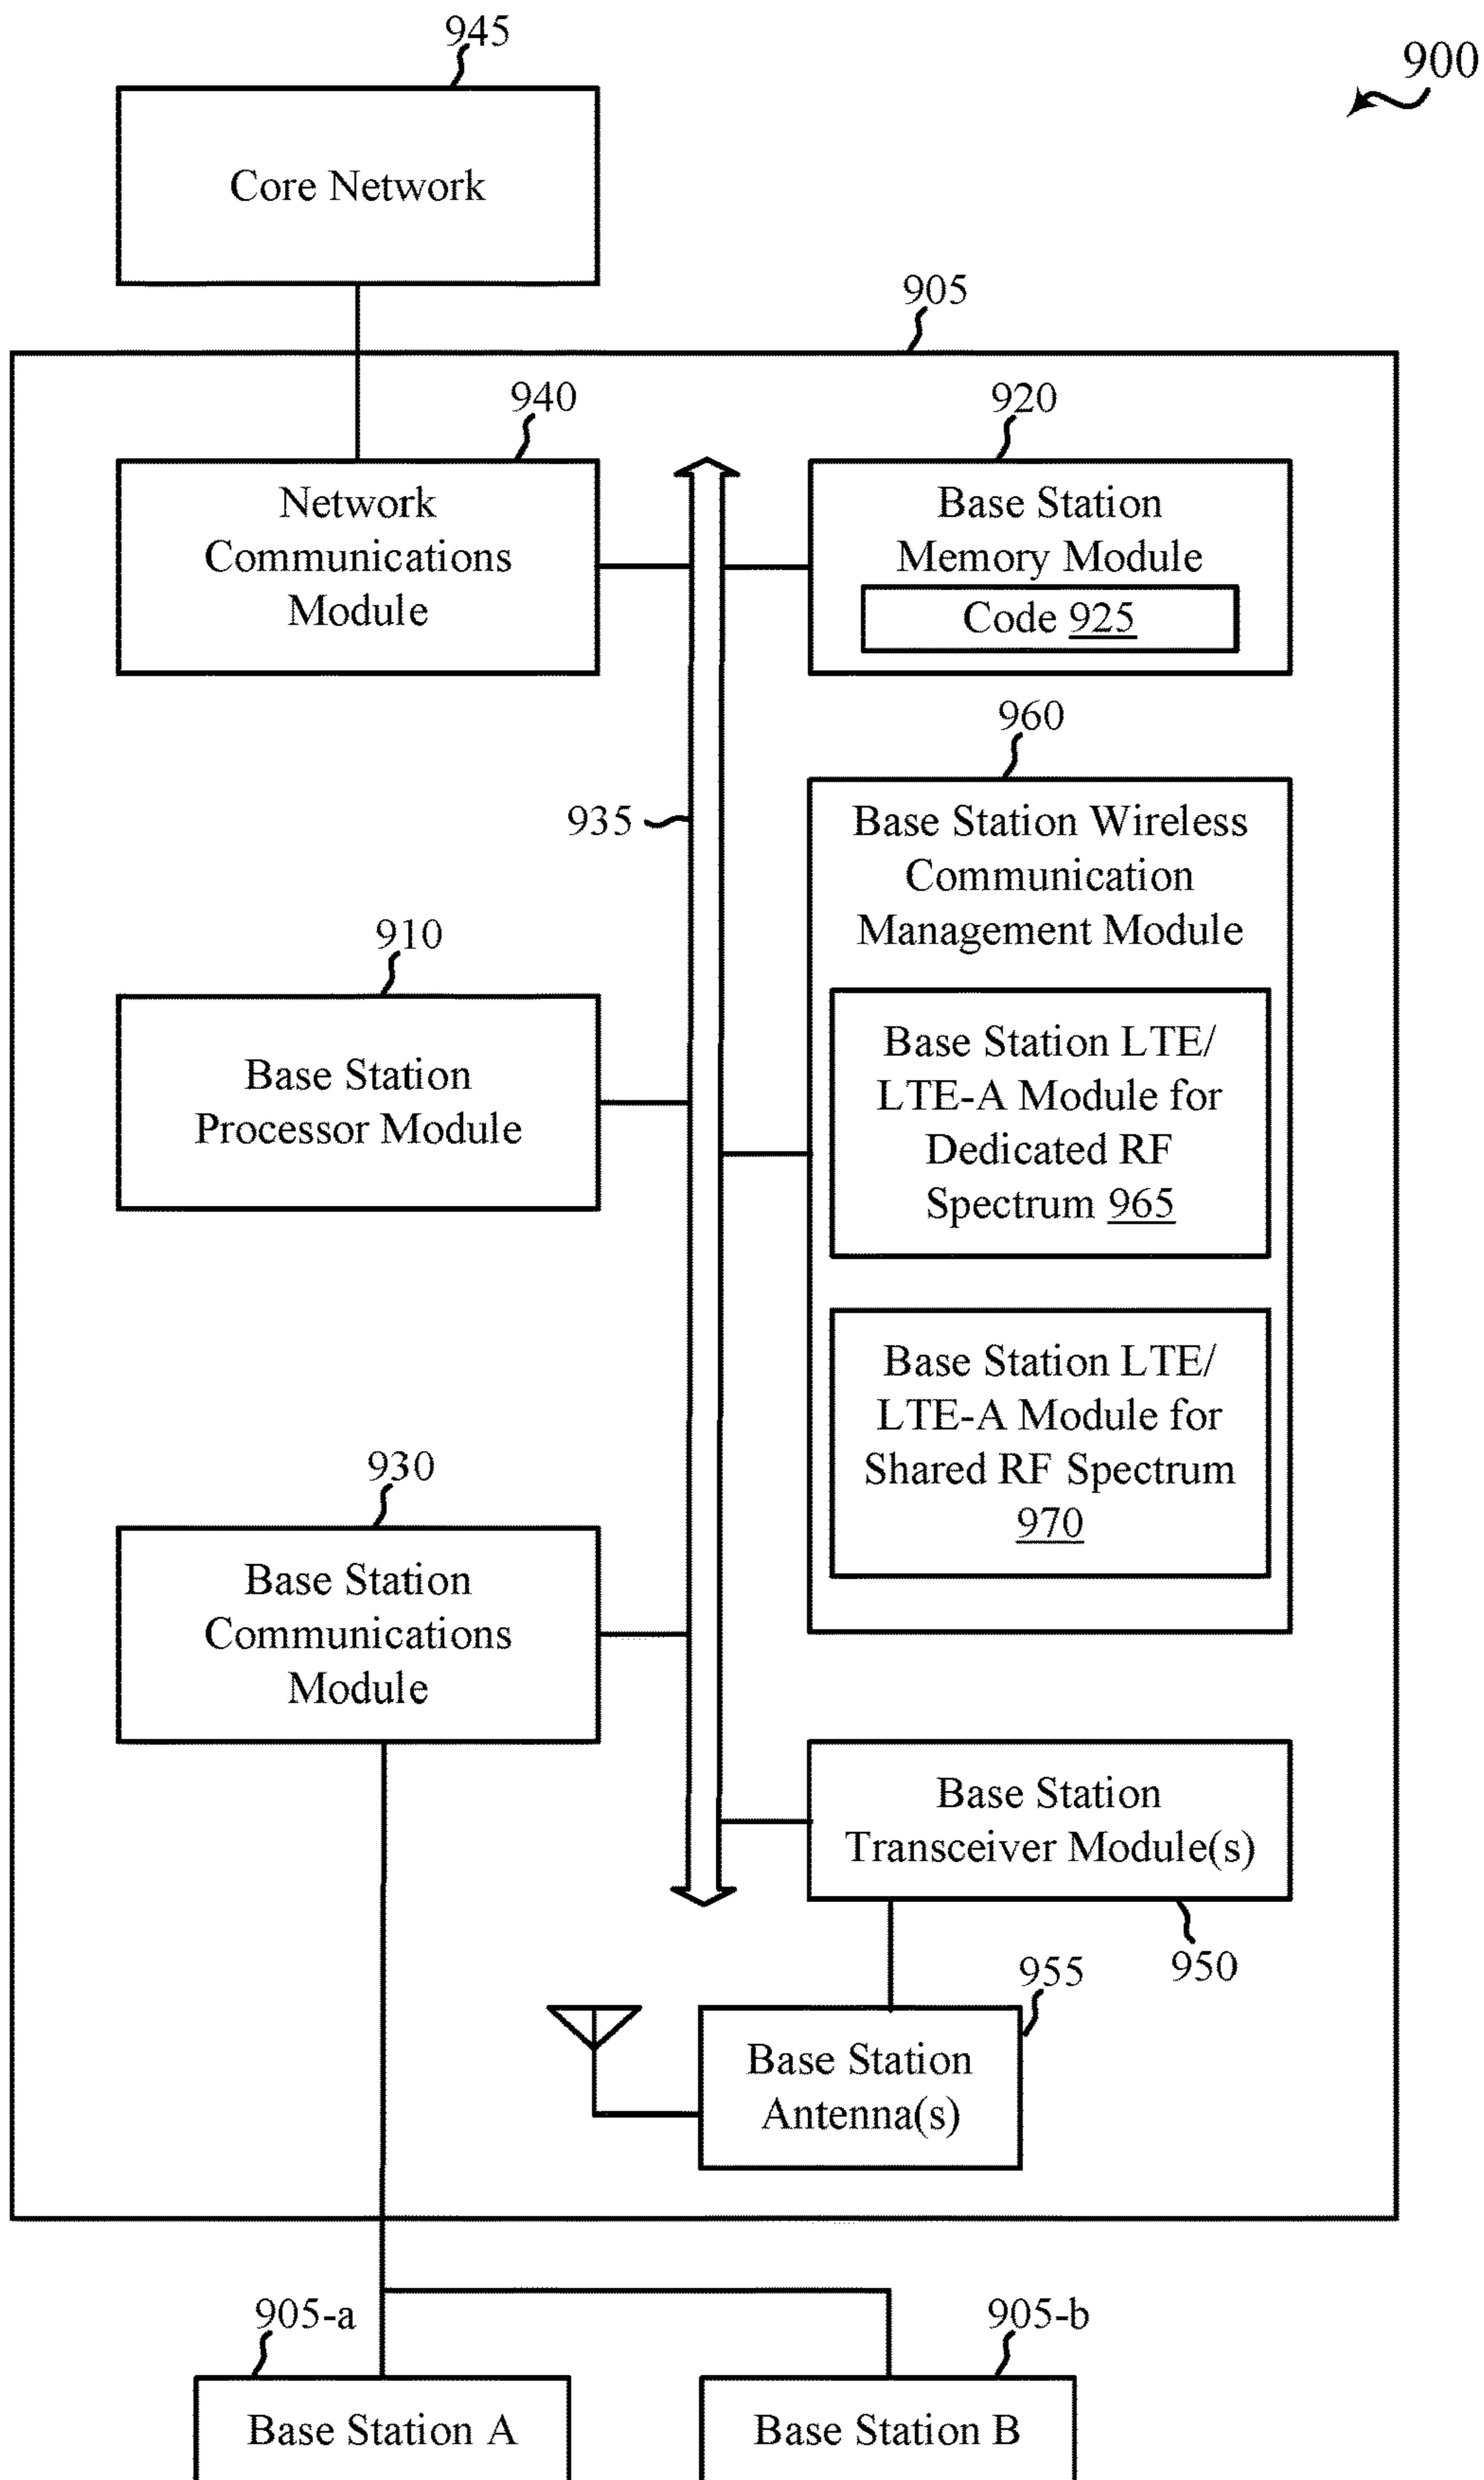 945
900
Core Network
905
940
920
Network
Communications
Module
Base Station
Memory Module
Code 925
960
935
Base Station Wireless
Communication
Management Module
910
Base Station
Processor Module
Base Station LTE/
LTE-A Module for
Dedicated RF
Spectrum 965
Base Station LTE/
LTE-A Module for
Shared RF Spectrum
970
930
Base Station
Communications
Module
Base Station
Transceiver Module(s)
950
955
Base Station
Antenna(s)
905-a
905-b
Base Station A
Base Station B